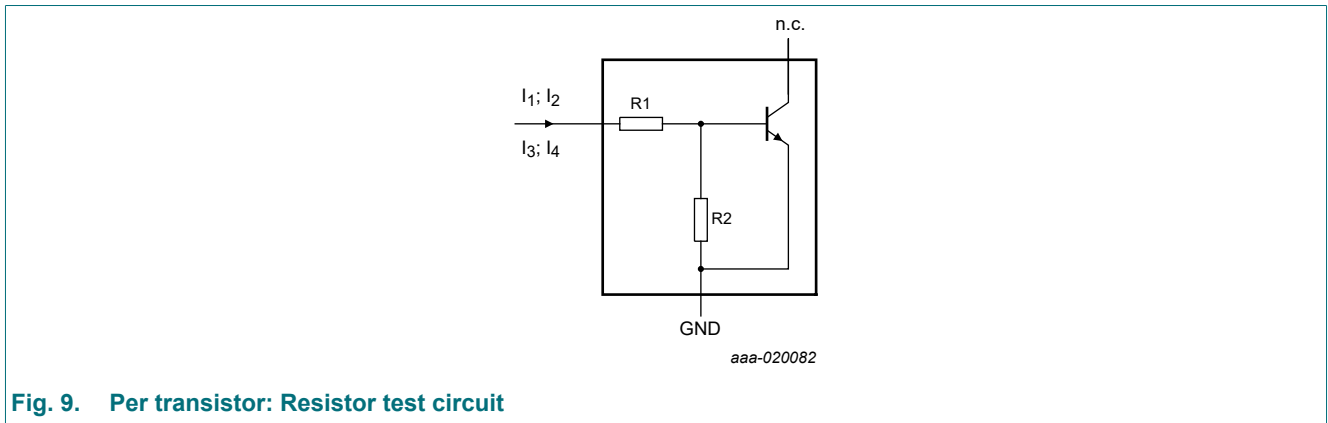 n.c.
I1; I2
R1
I3; I4
R2
GND
aaa-020082
Fig. 9. Per transistor: Resistor test circuit